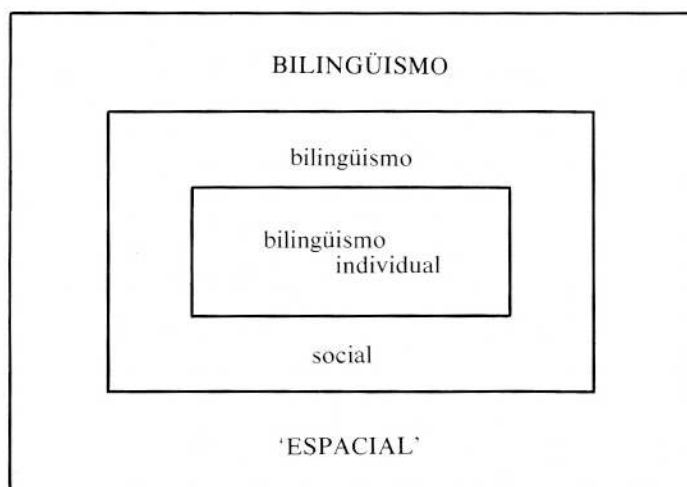 BILINGÜISMO
bilingüismo
bilingüismo
individual
social
‘ESPACIAL’